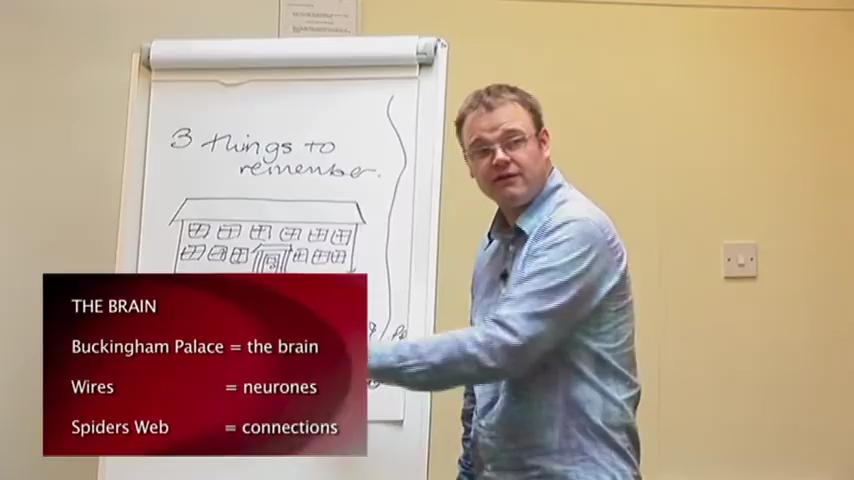 3 things to
remember.
THE BRAIN
Buckingham Palace = the brain
Wires = neurones
Spiders Web = connections